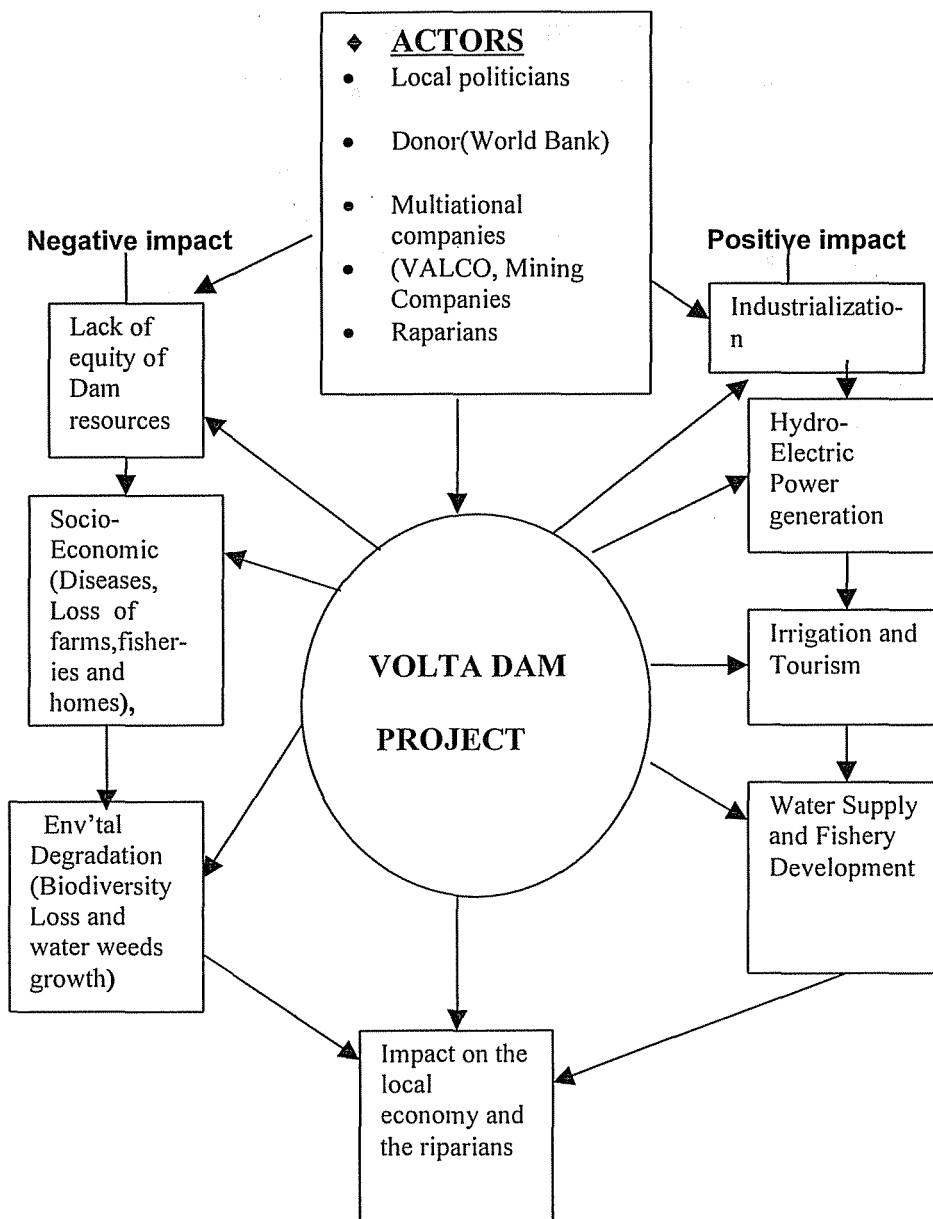 ACTORS
Local politicians
Donor(World Bank)
Multiational
companies
(VALCO, Mining
Companies
Raparians
Negative impact
Lack of
equity of
Dam
resources
Socio-
Economic
(Diseases,
Loss of
farms,fisher-
ies and
homes),
Env'tal
Degradation
(Biodiversity
Loss and
water weeds
growth)
VOLTA DAM
PROJECT
Positive impact
Industrializatio-
n
Hydro-
Electric
Power
generation
Irrigation and
Tourism
Water Supply
and Fishery
Development
Impact on the
local
economy and
the riparians